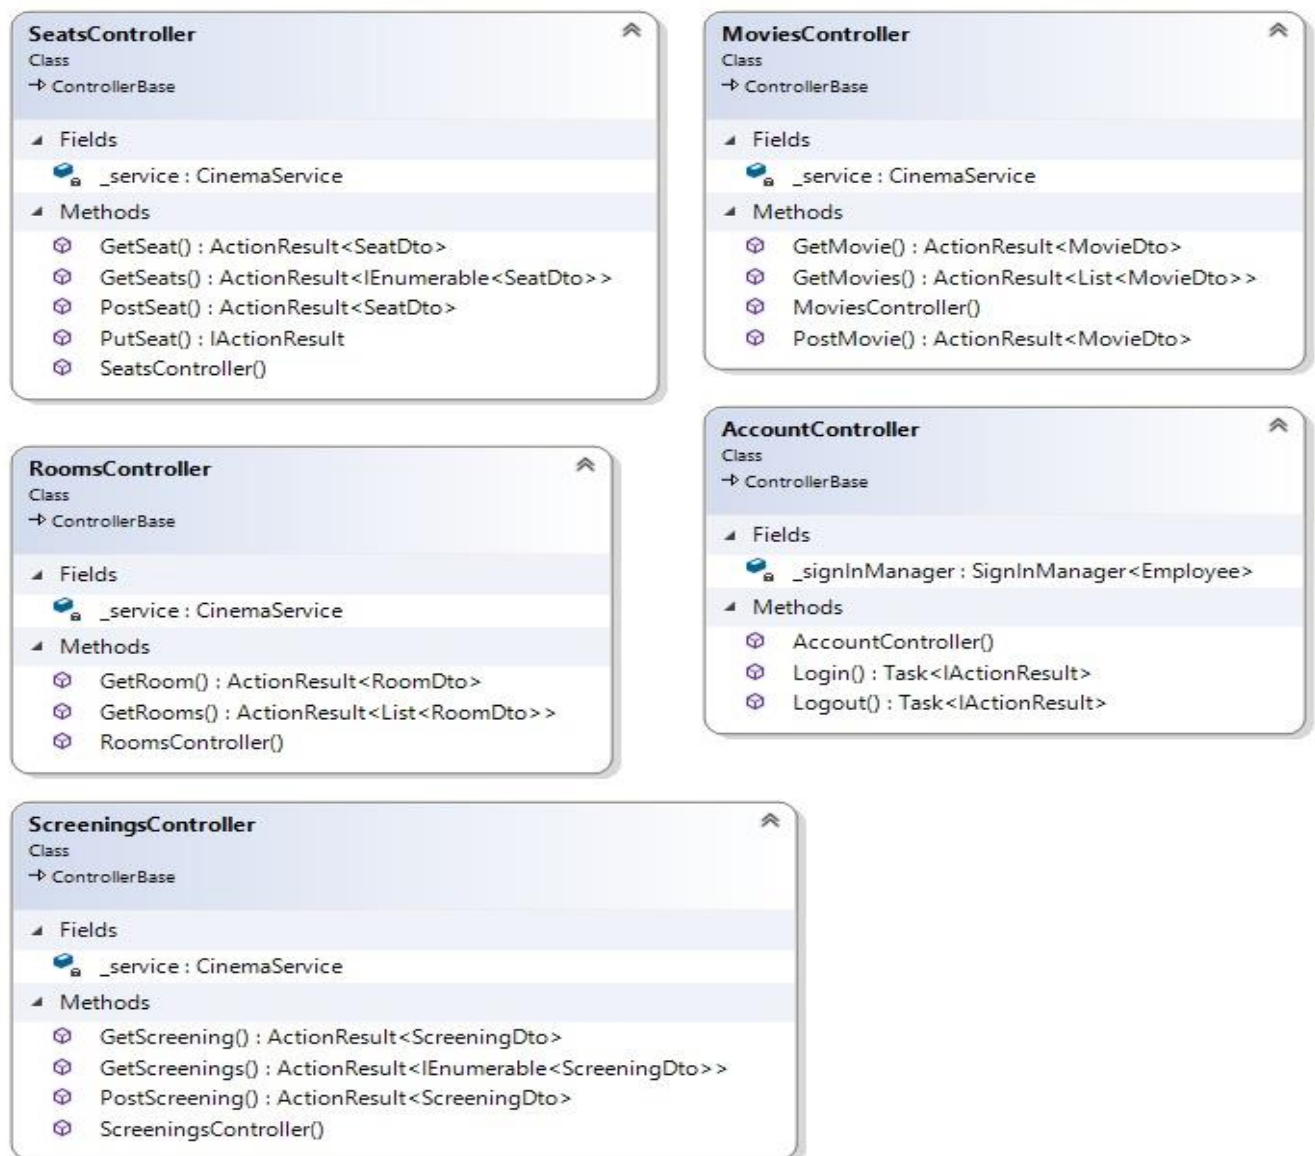 SeatsController
Class
ControllerBase
Fields
_service : CinemaService
Methods
GetSeat() : ActionResult<SeatDto>
GetSeats() : ActionResult<IEnumerable<SeatDto>>
PostSeat() : ActionResult<SeatDto>
PutSeat() : IActionResult
SeatsController()
MoviesController
Class
ControllerBase
Fields
_service : CinemaService
Methods
GetMovie() : ActionResult<MovieDto>
GetMovies() : ActionResult<List<MovieDto>>
MoviesController()
PostMovie() : ActionResult<MovieDto>
RoomsController
Class
ControllerBase
Fields
_service : CinemaService
Methods
GetRoom() : ActionResult<RoomDto>
GetRooms() : ActionResult<List<RoomDto>>
RoomsController()
AccountController
Class
ControllerBase
Fields
_signInManager : SignInManager<Employee>
Methods
AccountController()
Login() : Task<IActionResult>
Logout() : Task<IActionResult>
ScreeningsController
Class
ControllerBase
Fields
_service : CinemaService
Methods
GetScreening() : ActionResult<ScreeningDto>
GetScreenings() : ActionResult<IEnumerable<ScreeningDto>>
PostScreening() : ActionResult<ScreeningDto>
ScreeningsController()